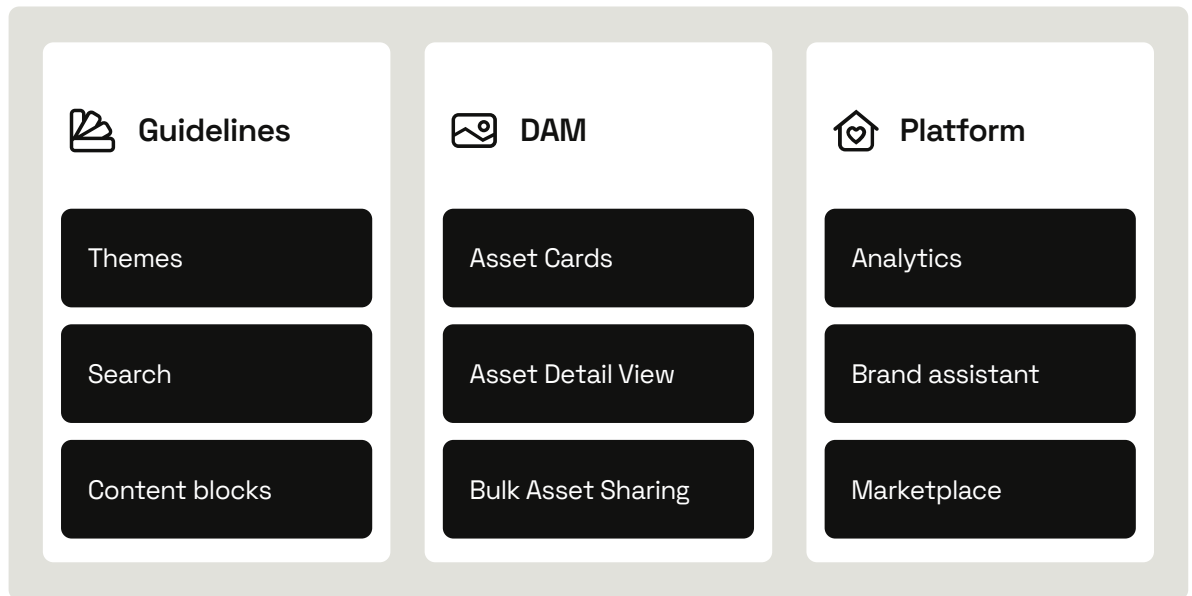 Guidelines
Themes
Search
Content blocks
DAM
Asset Cards
Asset Detail View
Bulk Asset Sharing
Platform
Analytics
Brand assistant
Marketplace